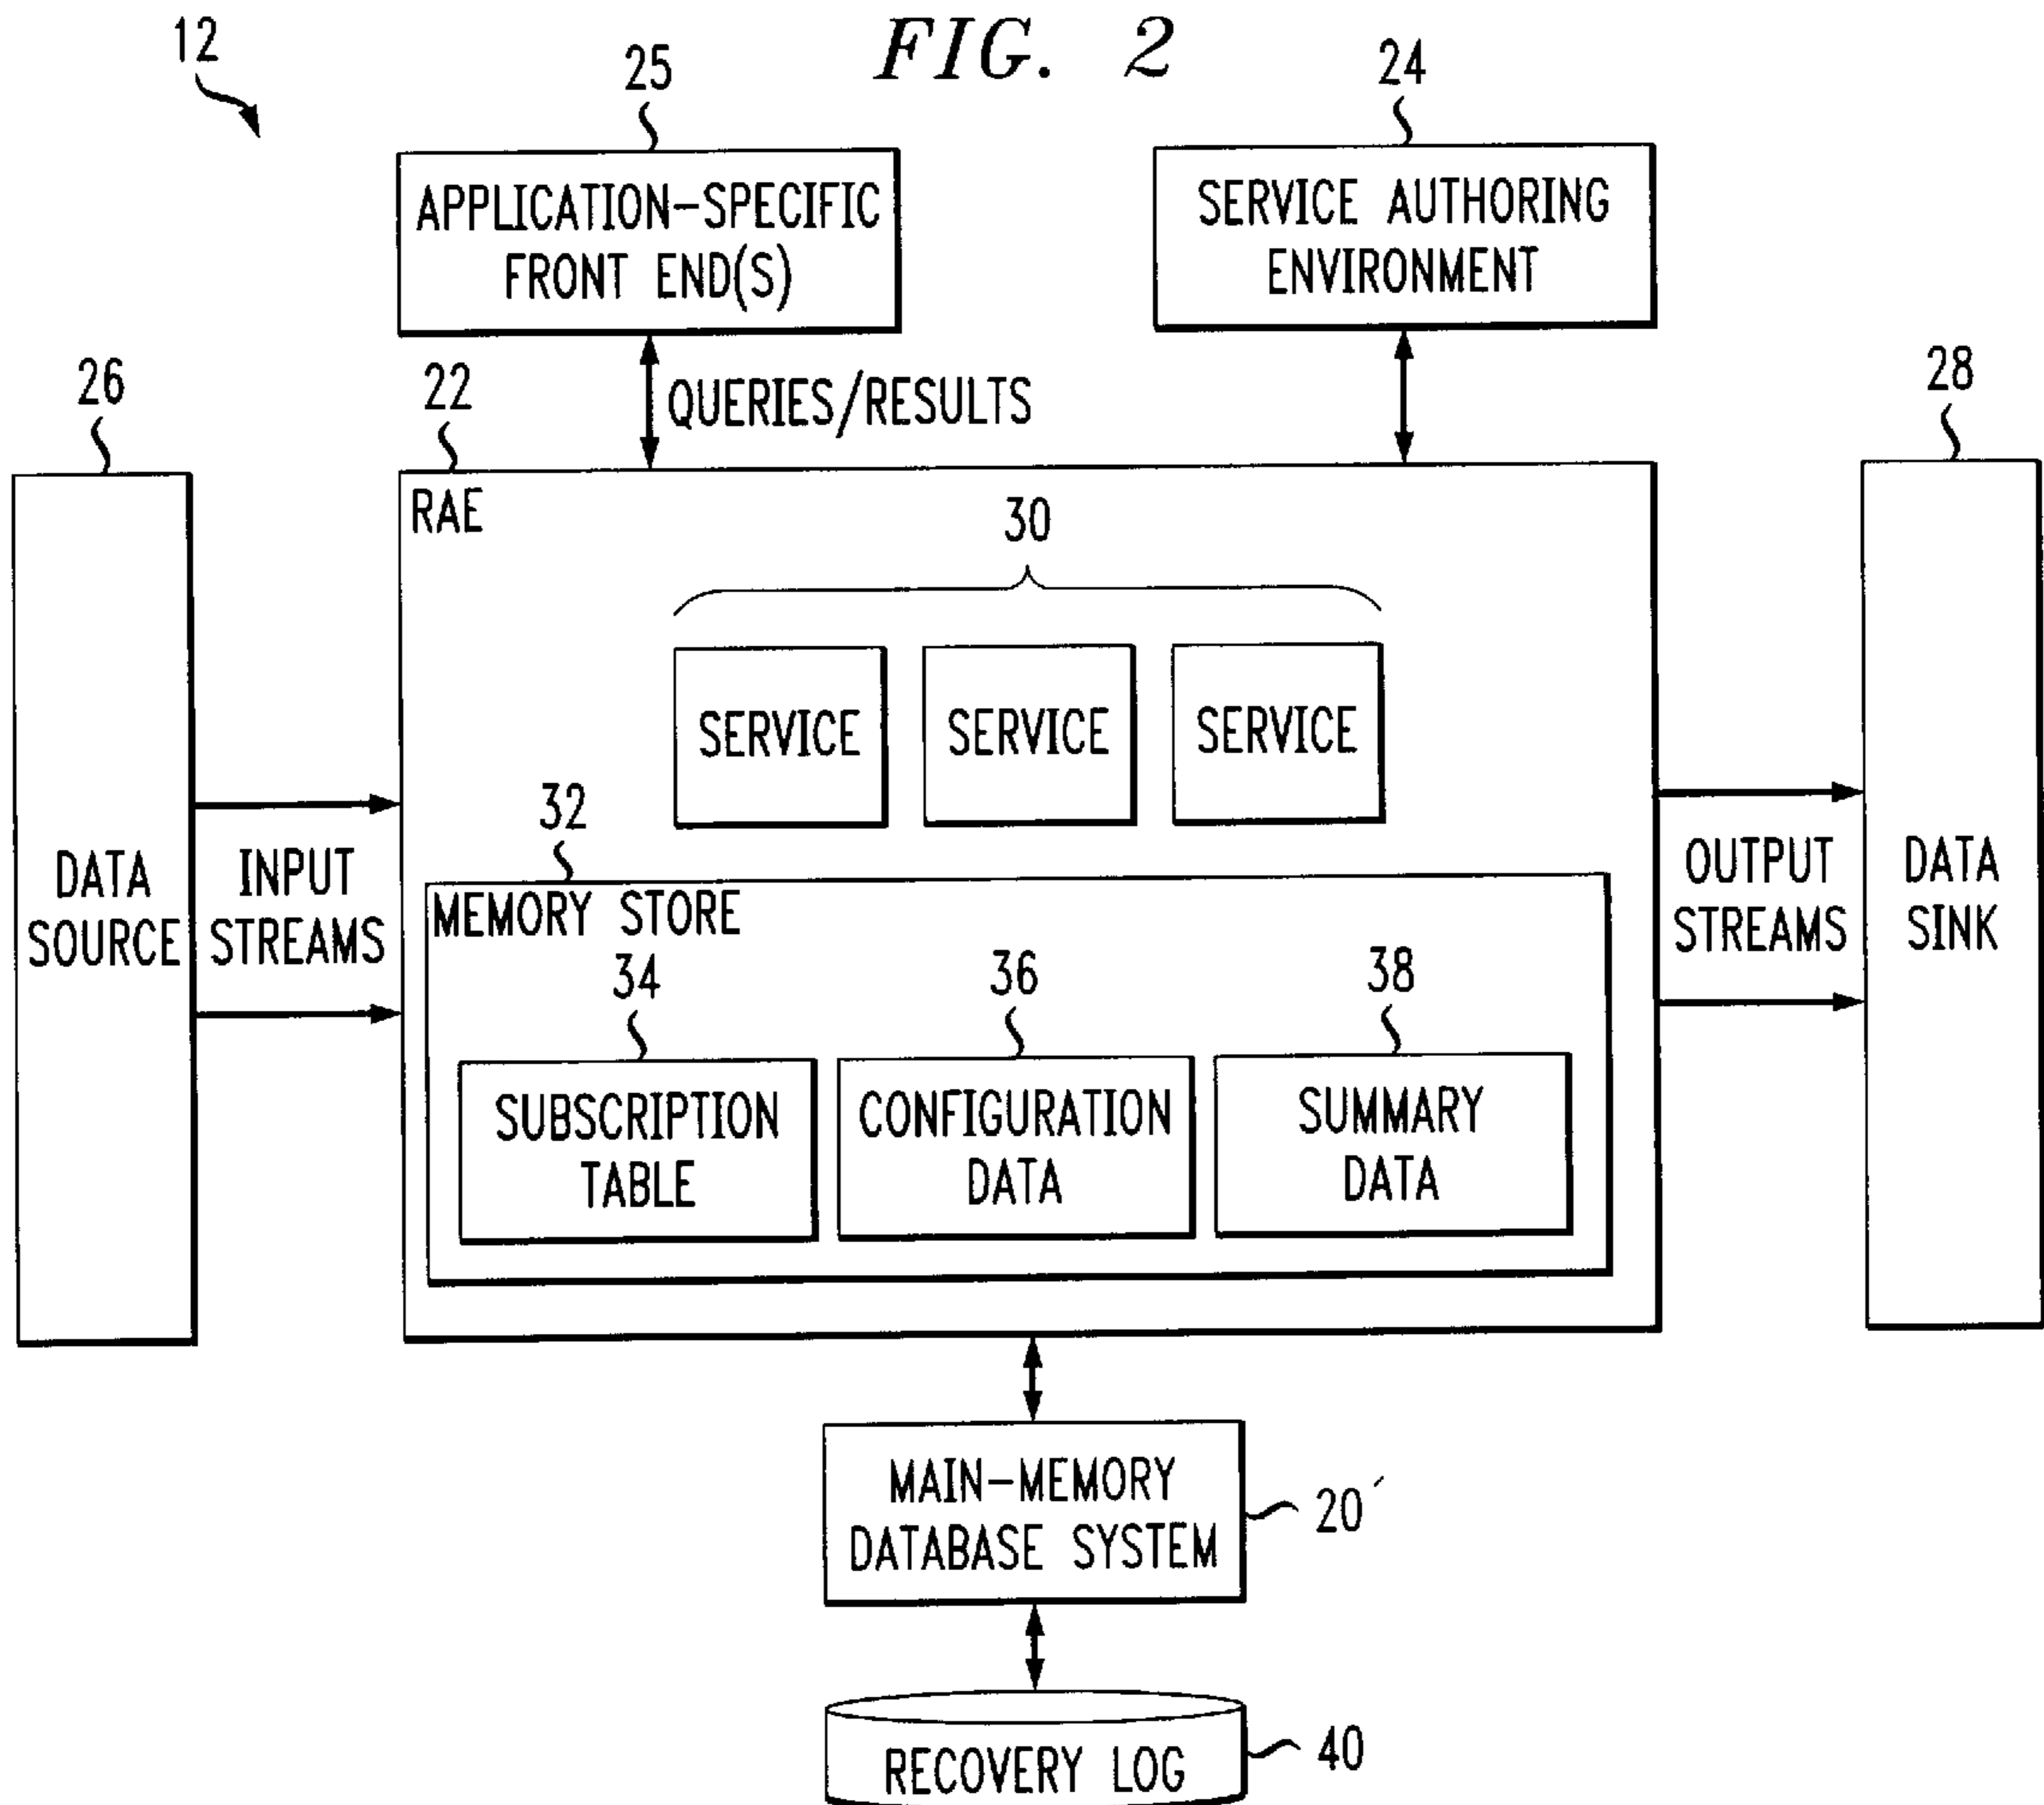 FIG. 2
12
25
24
APPLICATION-SPECIFIC
FRONT END(S)
SERVICE AUTHORING
ENVIRONMENT
26
22
QUERIES/RESULTS
28
RAE
30
SERVICE
SERVICE
SERVICE
32
DATA
SOURCE
INPUT
STREAMS
MEMORY STORE
OUTPUT
STREAMS
DATA
SINK
34
36
38
SUBSCRIPTION
TABLE
CONFIGURATION
DATA
SUMMARY
DATA
MAIN-MEMORY
DATABASE SYSTEM
20´
RECOVERY LOG
40